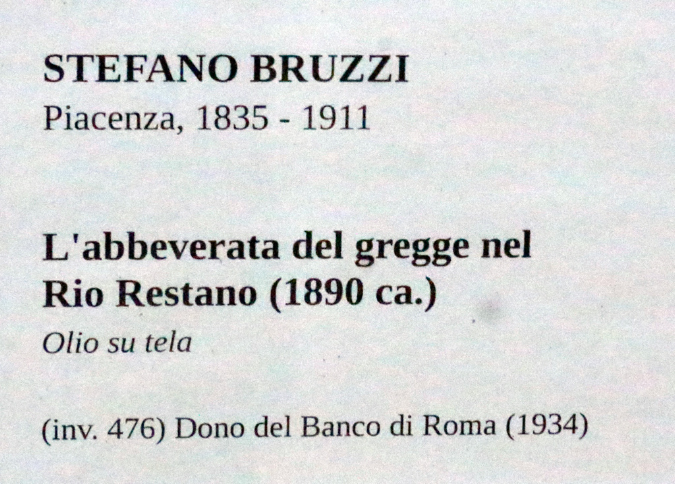 STEFANO BRUZZI
Piacenza, 1835 - 1911
L'abbeverata del gregge nel
Rio Restano (1890 ca.)
Olio su tela
(inv. 476) Dono del Banco di Roma (1934)